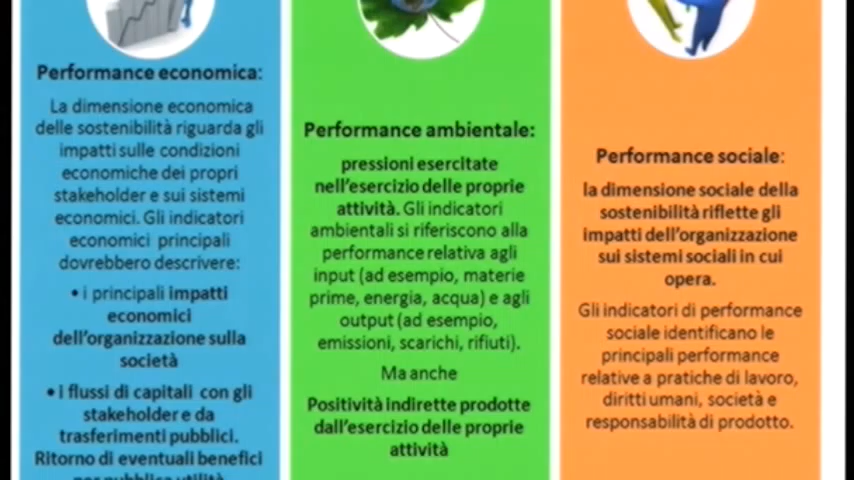 Performance economica:
La dimensione economica
delle sostenibilità riguarda gli
impatti sulle condizioni
economiche dei propri
stakeholder e sui sistemi
economici. Gli indicatori
economici principali
dovrebbero descrivere:
• i principali impatti
economici
dell'organizzazione sulla
società
• i flussi di capitali con gli
stakeholder e da
trasferimenti pubblici.
Ritorno di eventuali benefici
per pubblica utilità
Performance ambientale:
pressioni esercitate
nell'esercizio delle proprie
attività. Gli indicatori
ambientali si riferiscono alla
performance relativa agli
input (ad esempio, materie
prime, energia, acqua) e agli
output (ad esempio,
emissioni, scarichi, rifiuti).
Ma anche
Positività indirette prodotte
dall'esercizio delle proprie
attività
Performance sociale:
la dimensione sociale della
sostenibilità riflette gli
impatti dell'organizzazione
sui sistemi sociali in cui
opera.
Gli indicatori di performance
sociale identificano le
principali performance
relative a pratiche di lavoro,
diritti umani, società e
responsabilità di prodotto.